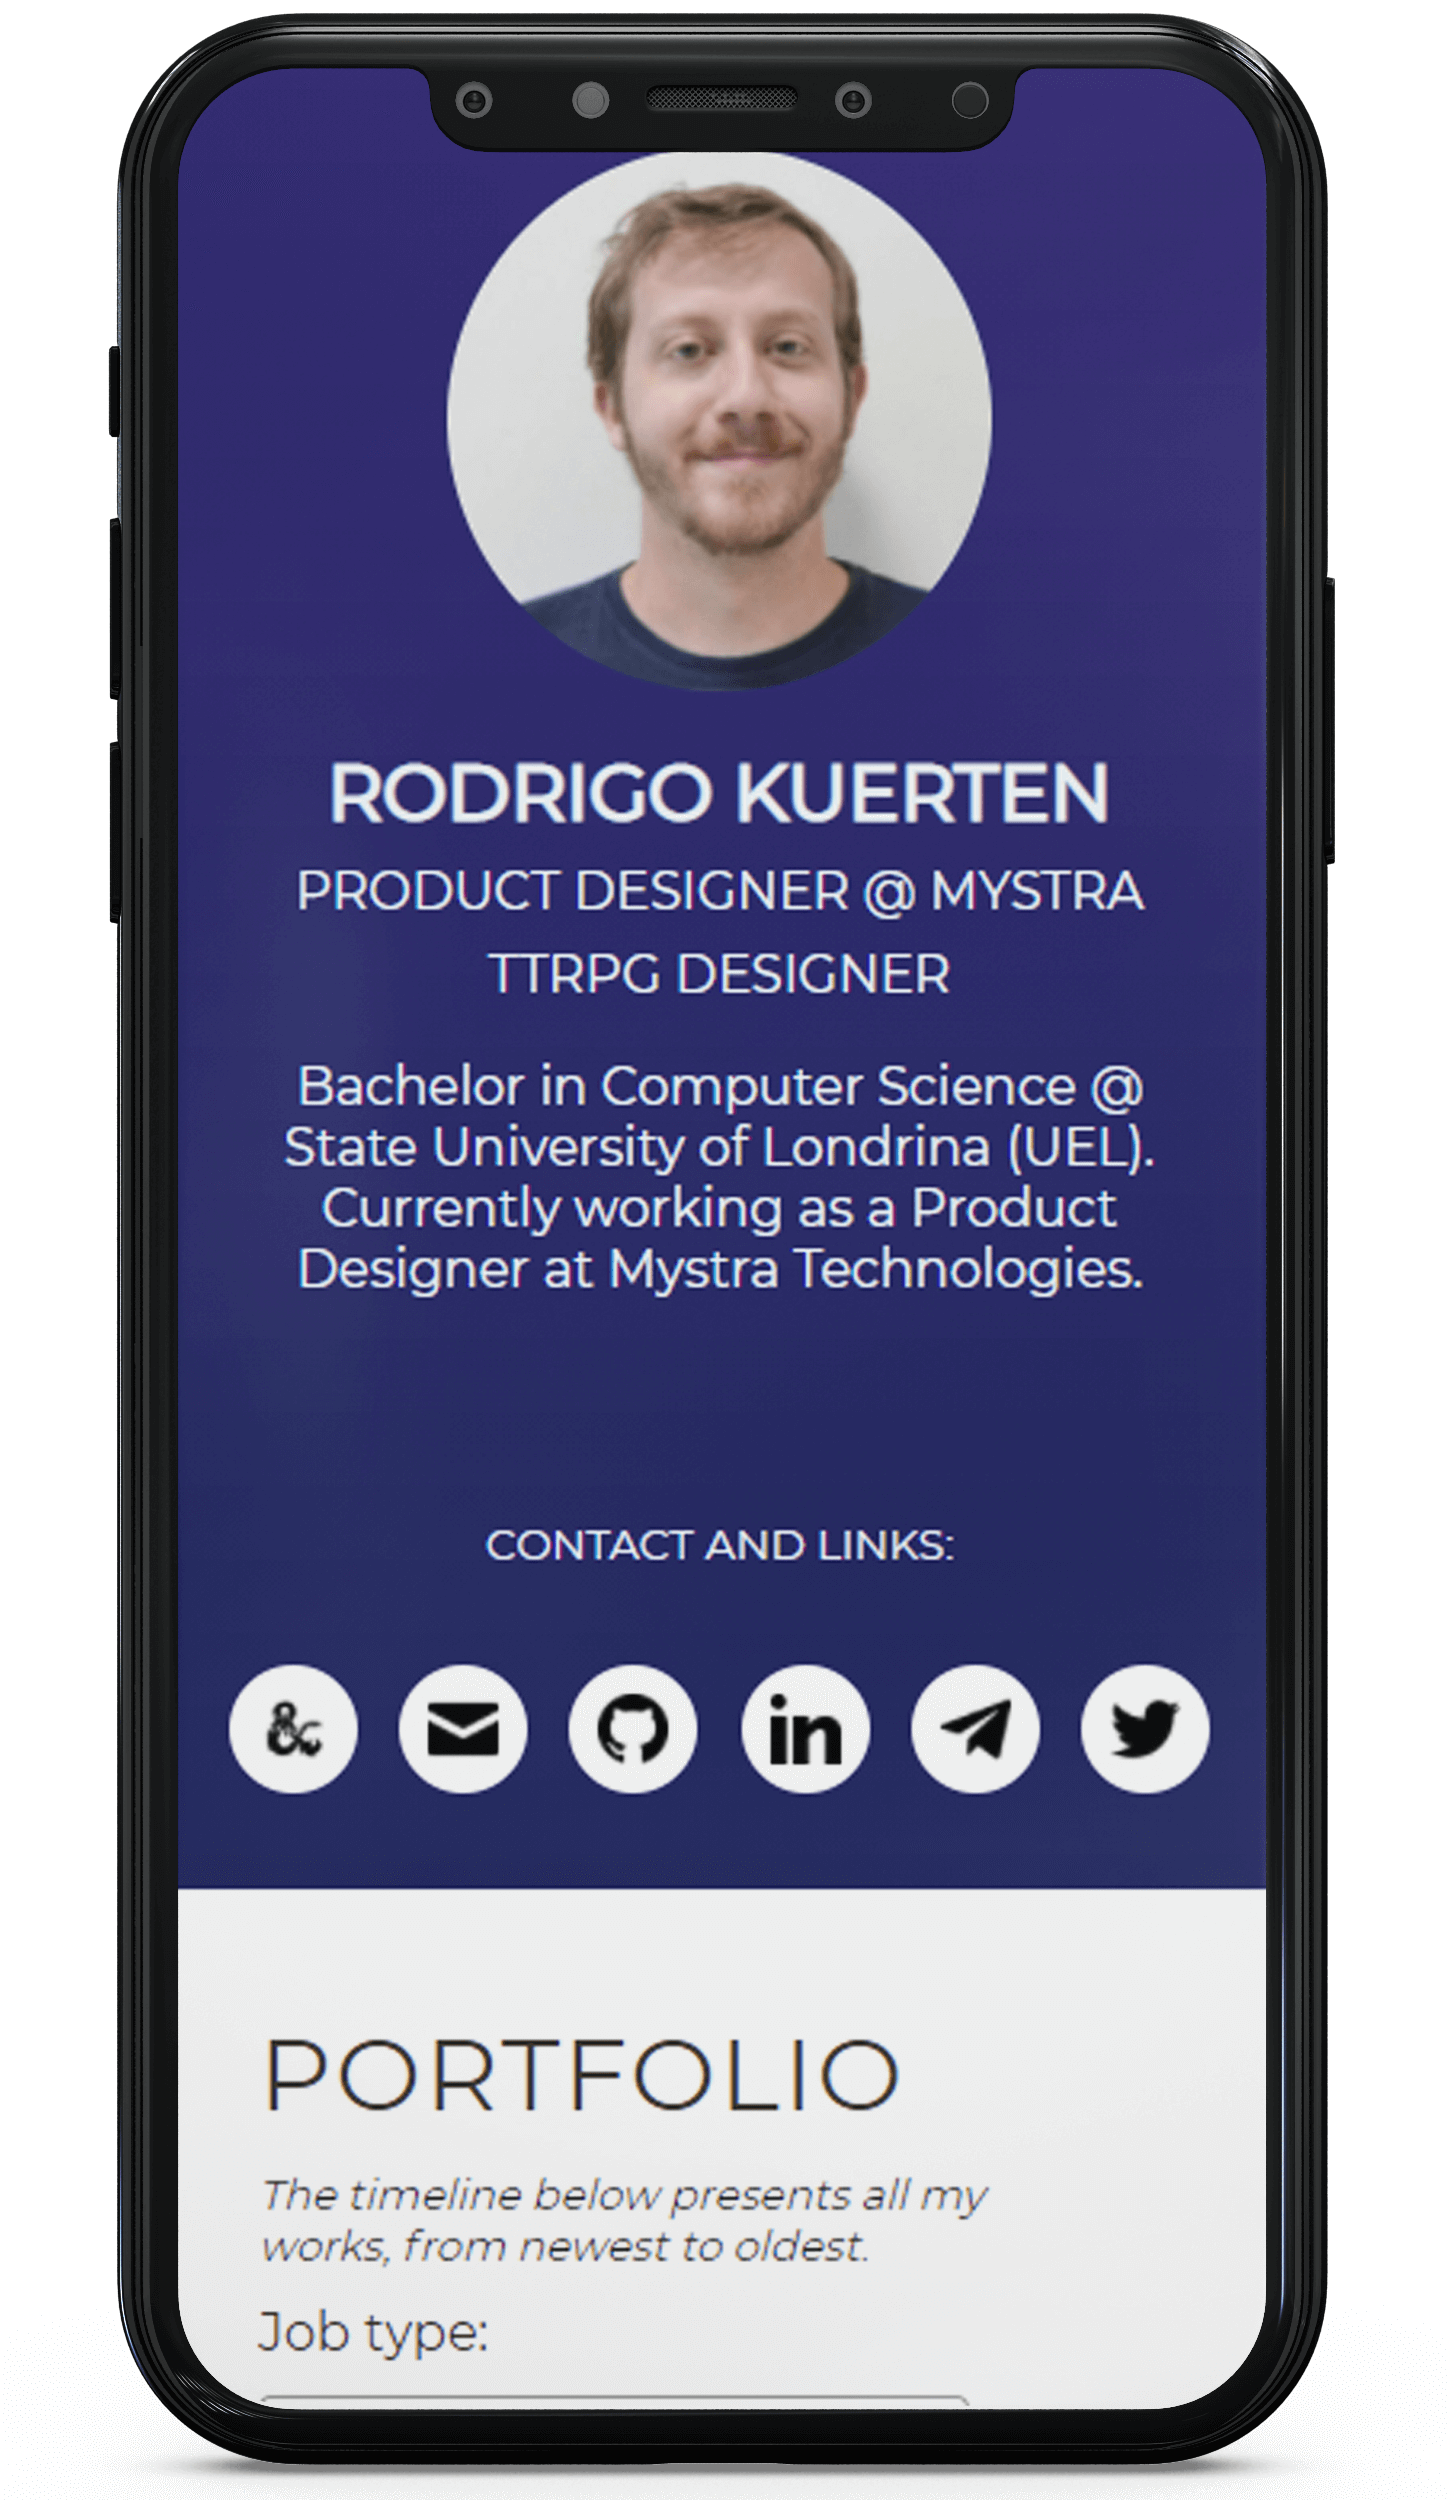 RODRIGO KUERTEN
PRODUCT DESIGNER @ MYSTRA
TTRPG DESIGNER
Bachelor in Computer Science @
State University of Londrina (UEL).
Currently working as a Product
Designer at Mystra Technologies.
CONTACT AND LINKS:
in
PORTFOLIO
The timeline below presents all my
works, from newest to oldest.
Job type: